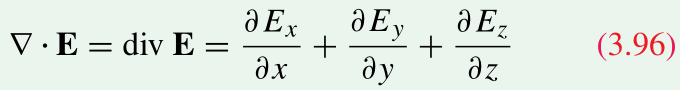 ∇ · E = div E = ∂E_x/∂x + ∂E_y/∂y + ∂E_z/∂z (3.96)